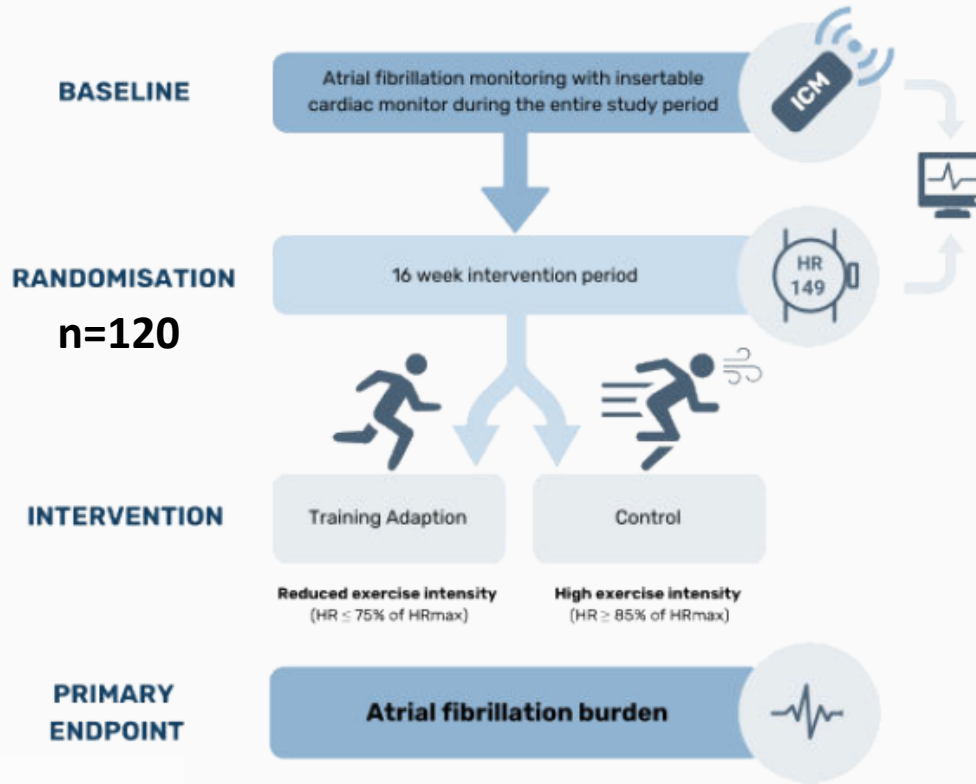 BASELINE
Atrial fibrillation monitoring with insertable
cardiac monitor during the entire study period
ICM
RANDOMISATION
n=120
16 week intervention period
HR
149
INTERVENTION
Training Adaption
Control
Reduced exercise intensity
(HR ≤ 75% of HRmax)
High exercise intensity
(HR ≥ 85% of HRmax)
PRIMARY
ENDPOINT
Atrial fibrillation burden